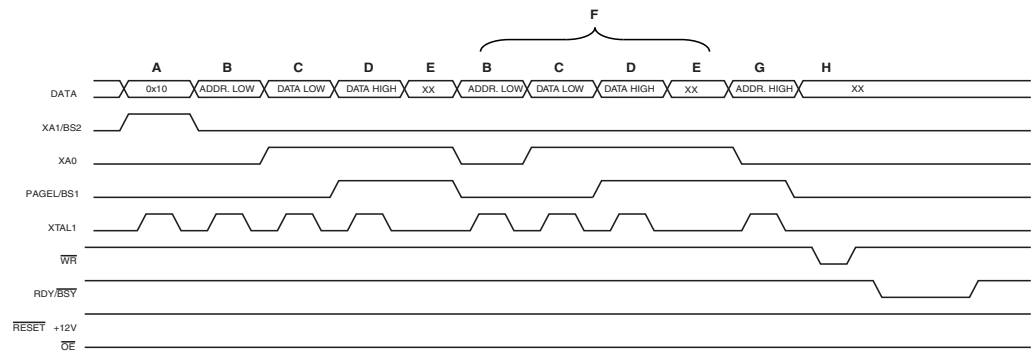 F
A B C D E B C D E G H
DATA 0x10 ADDR. LOW DATA LOW DATA HIGH XX ADDR. LOW DATA LOW DATA HIGH XX ADDR. HIGH XX
XA1/BS2
XA0
PAGEL/BS1
XTAL1
WR
RDY/BSY
RESET +12V
OE